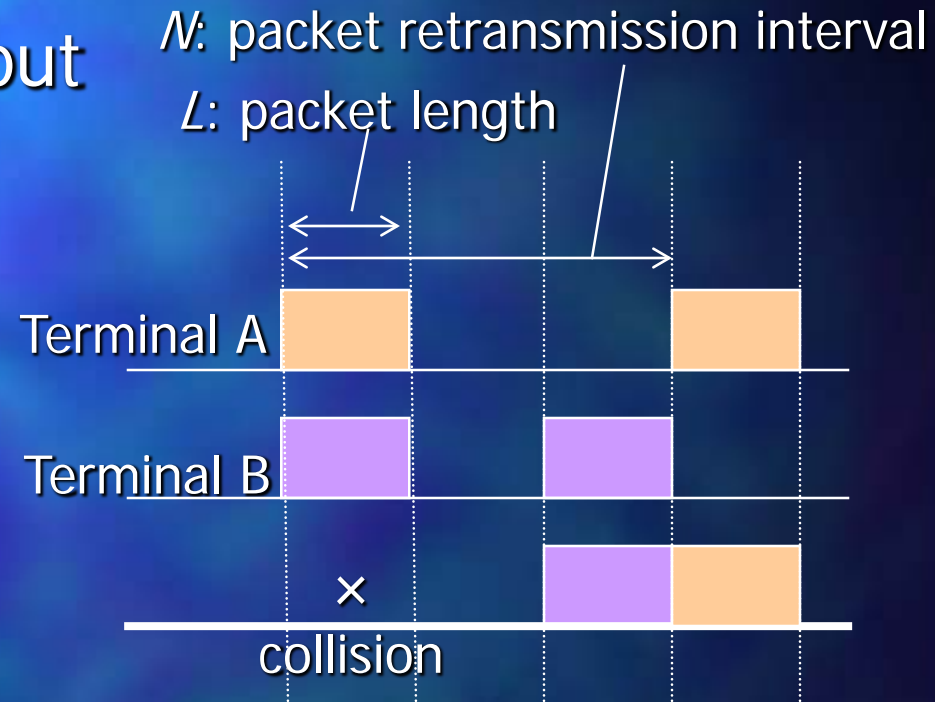 out
N: packet retransmission interval
L: packet length
Terminal A
Terminal B
×
collision